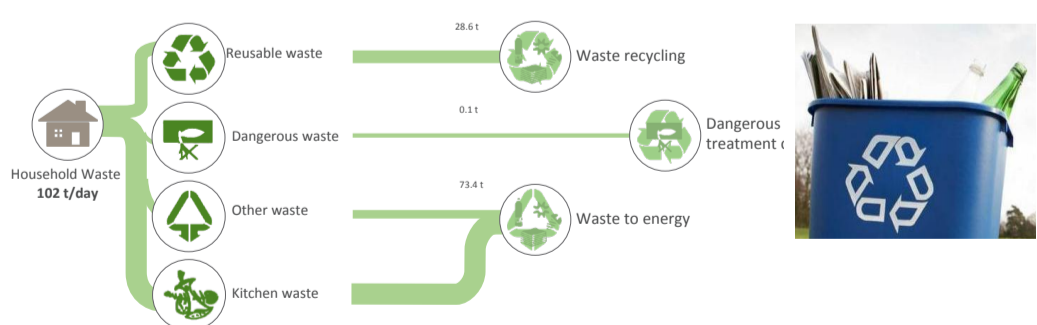 28.6 t
Reusable waste
Waste recycling
0.1 t
Dangerous waste
Dangerous
treatment
Household Waste
102 t/day
73.4 t
Other waste
Waste to energy
Kitchen waste